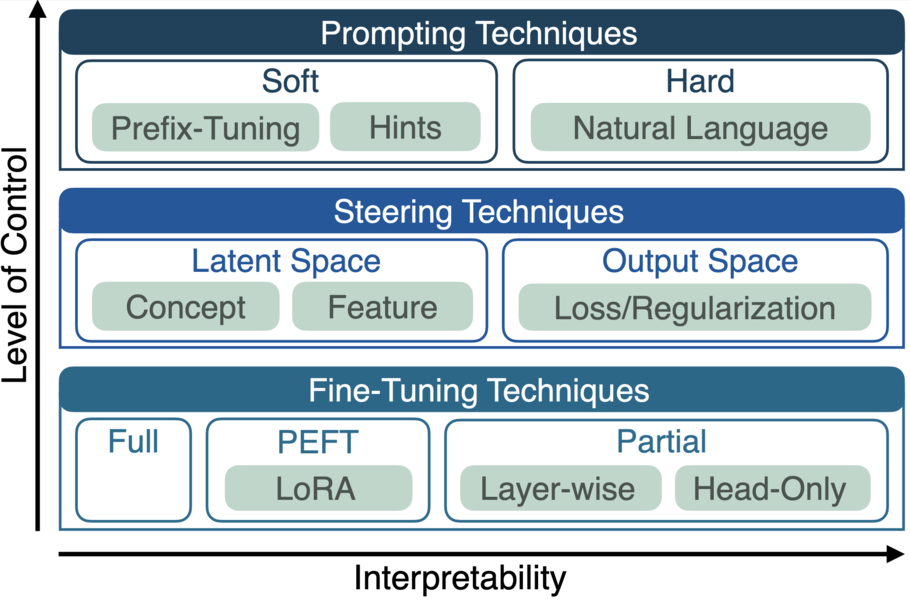 Level of Control
Prompting Techniques
Soft
Prefix-Tuning
Hints
Hard
Natural Language
Steering Techniques
Latent Space
Concept
Feature
Output Space
Loss/Regularization
Fine-Tuning Techniques
Full
PEFT
LoRA
Partial
Layer-wise
Head-Only
Interpretability